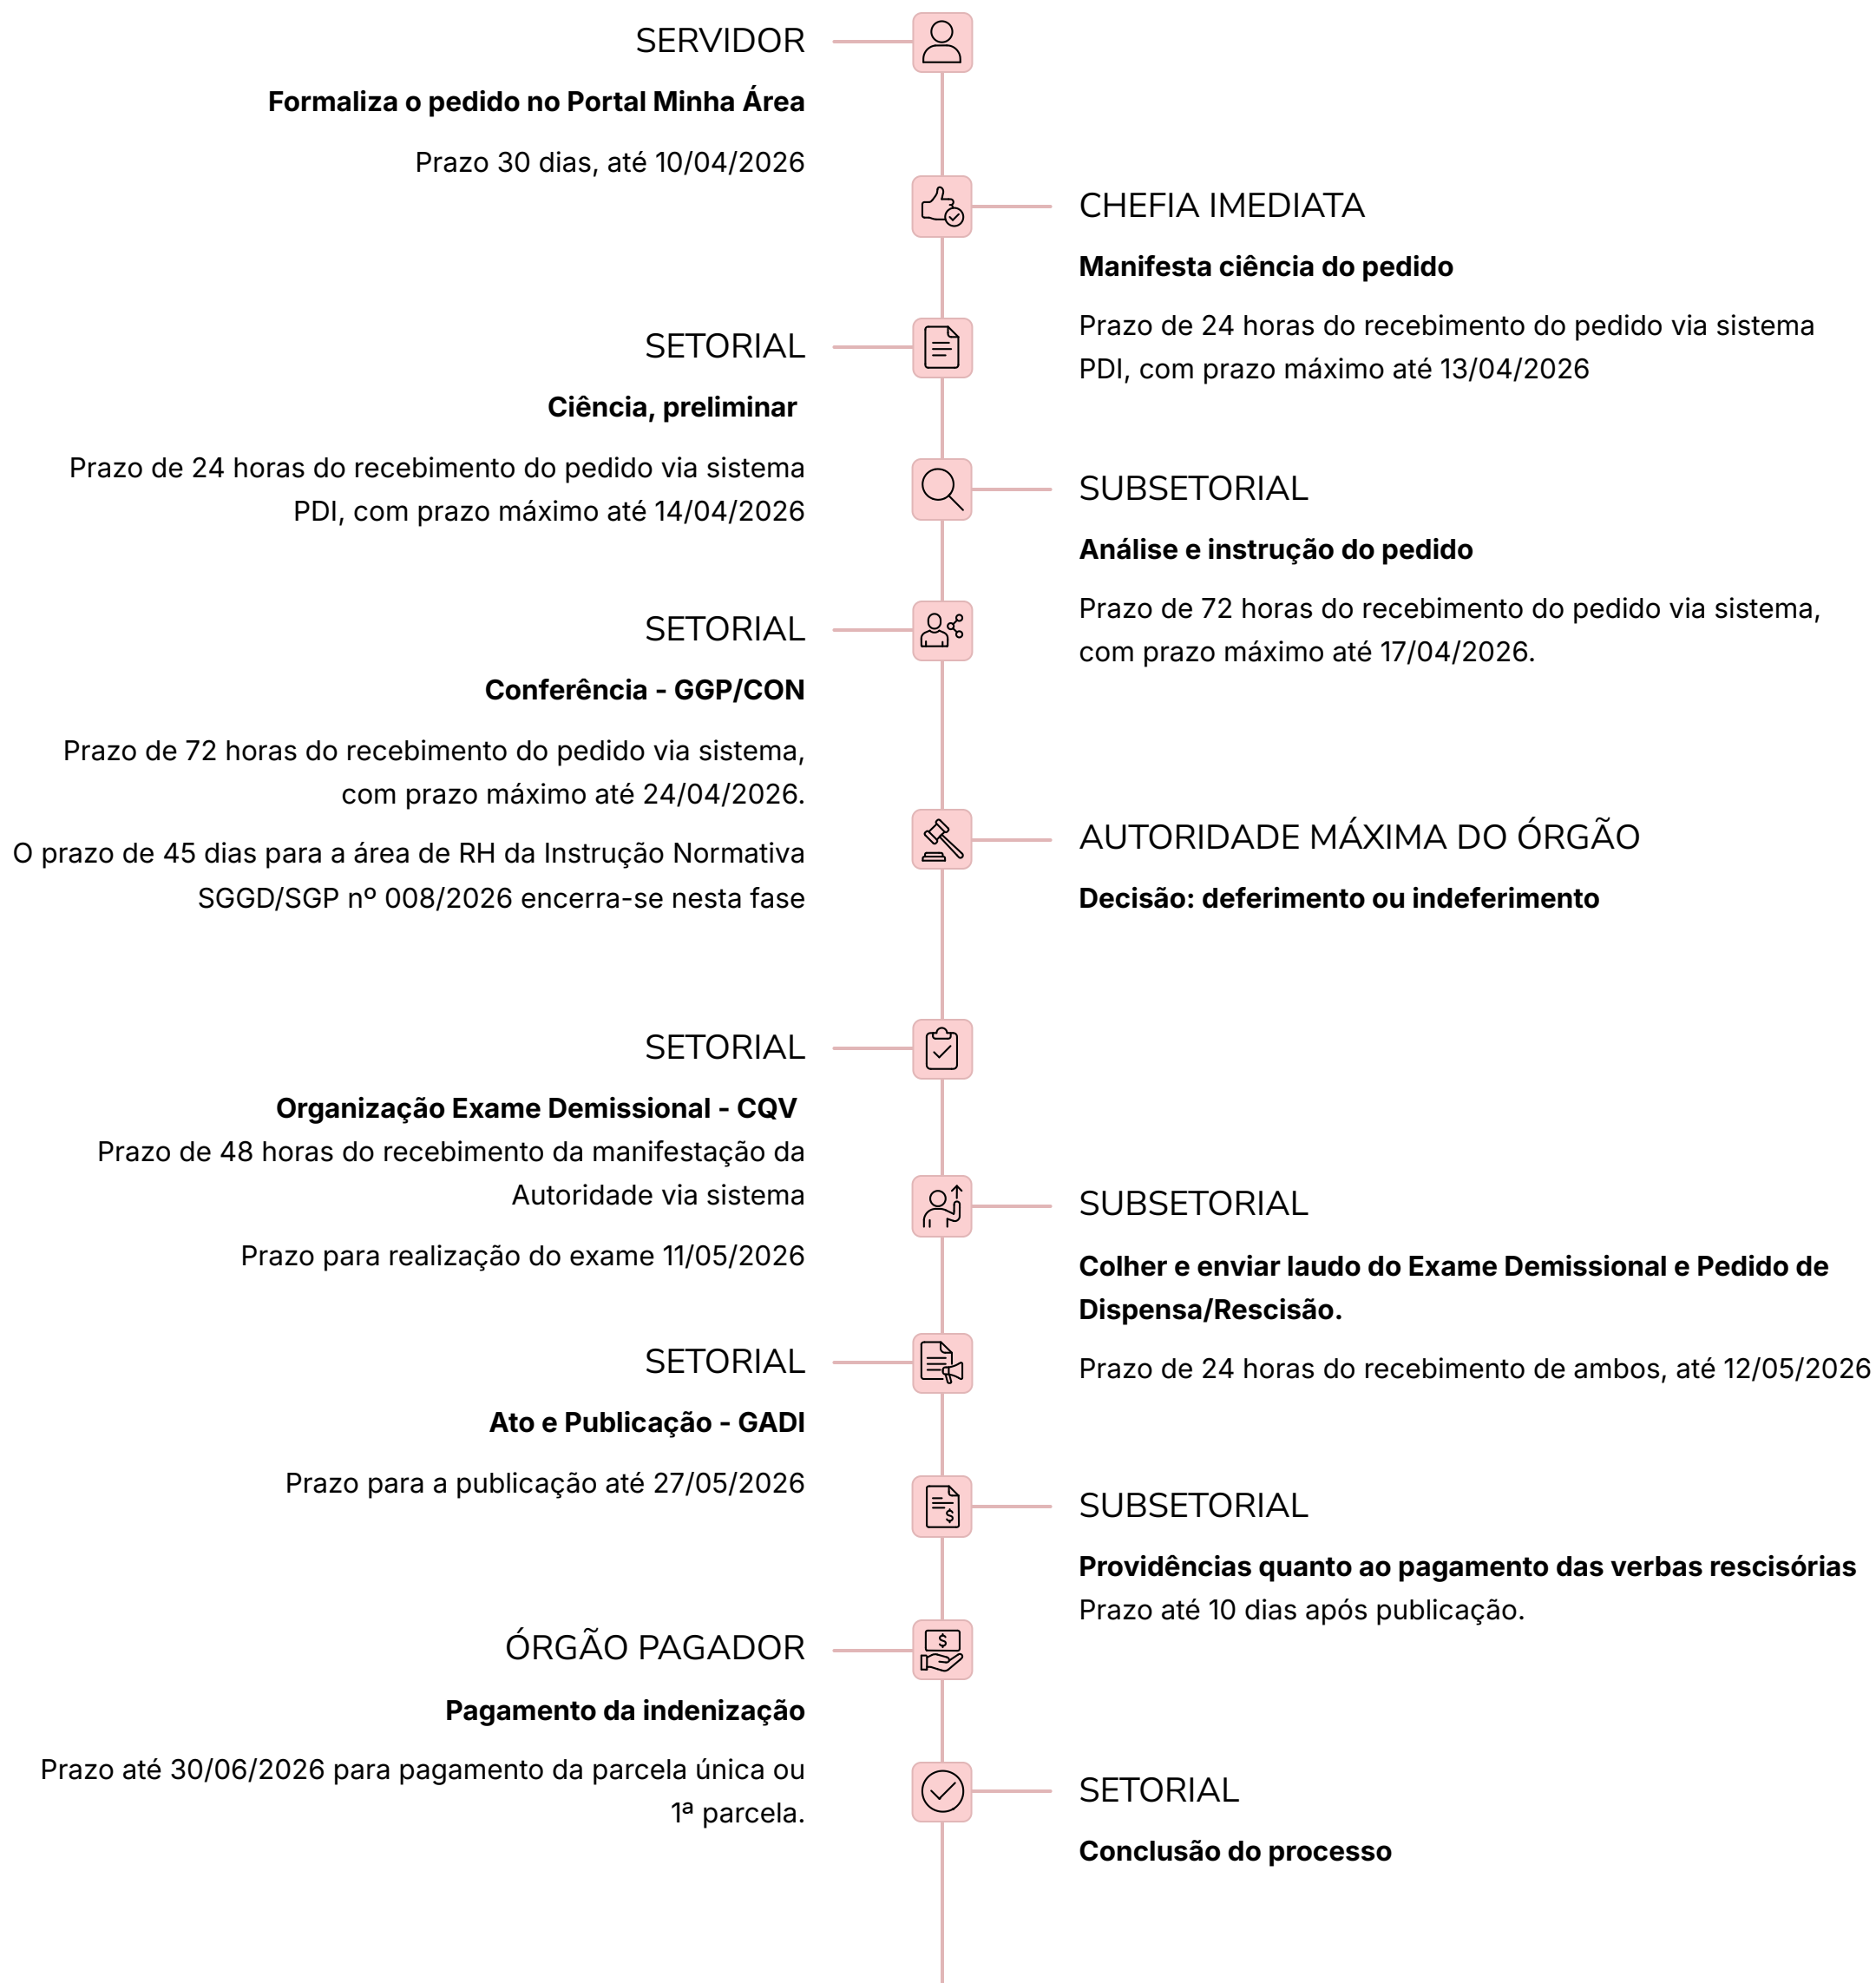 SERVIDOR
Formaliza o pedido no Portal Minha Área
Prazo 30 dias, até 10/04/2026
CHEFIA IMEDIATA
Manifesta ciência do pedido
Prazo de 24 horas do recebimento do pedido via sistema
PDI, com prazo máximo até 13/04/2026
SETORIAL
Ciência, preliminar
Prazo de 24 horas do recebimento do pedido via sistema
PDI, com prazo máximo até 14/04/2026
SUBSETORIAL
Análise e instrução do pedido
Prazo de 72 horas do recebimento do pedido via sistema,
com prazo máximo até 17/04/2026.
SETORIAL
Conferência - GGP/CON
Prazo de 72 horas do recebimento do pedido via sistema,
com prazo máximo até 24/04/2026.
O prazo de 45 dias para a área de RH da Instrução Normativa
SGGD/SGP nº 008/2026 encerra-se nesta fase
AUTORIDADE MÁXIMA DO ÓRGÃO
Decisão: deferimento ou indeferimento
SETORIAL
Organização Exame Demissional - CQV
Prazo de 48 horas do recebimento da manifestação da
Autoridade via sistema
Prazo para realização do exame 11/05/2026
SUBSETORIAL
Colher e enviar laudo do Exame Demissional e Pedido de
Dispensa/Rescisão.
Prazo de 24 horas do recebimento de ambos, até 12/05/2026
SETORIAL
Ato e Publicação - GADI
Prazo para a publicação até 27/05/2026
SUBSETORIAL
Providências quanto ao pagamento das verbas rescisórias
Prazo até 10 dias após publicação.
ÓRGÃO PAGADOR
Pagamento da indenização
Prazo até 30/06/2026 para pagamento da parcela única ou
1ª parcela.
SETORIAL
Conclusão do processo